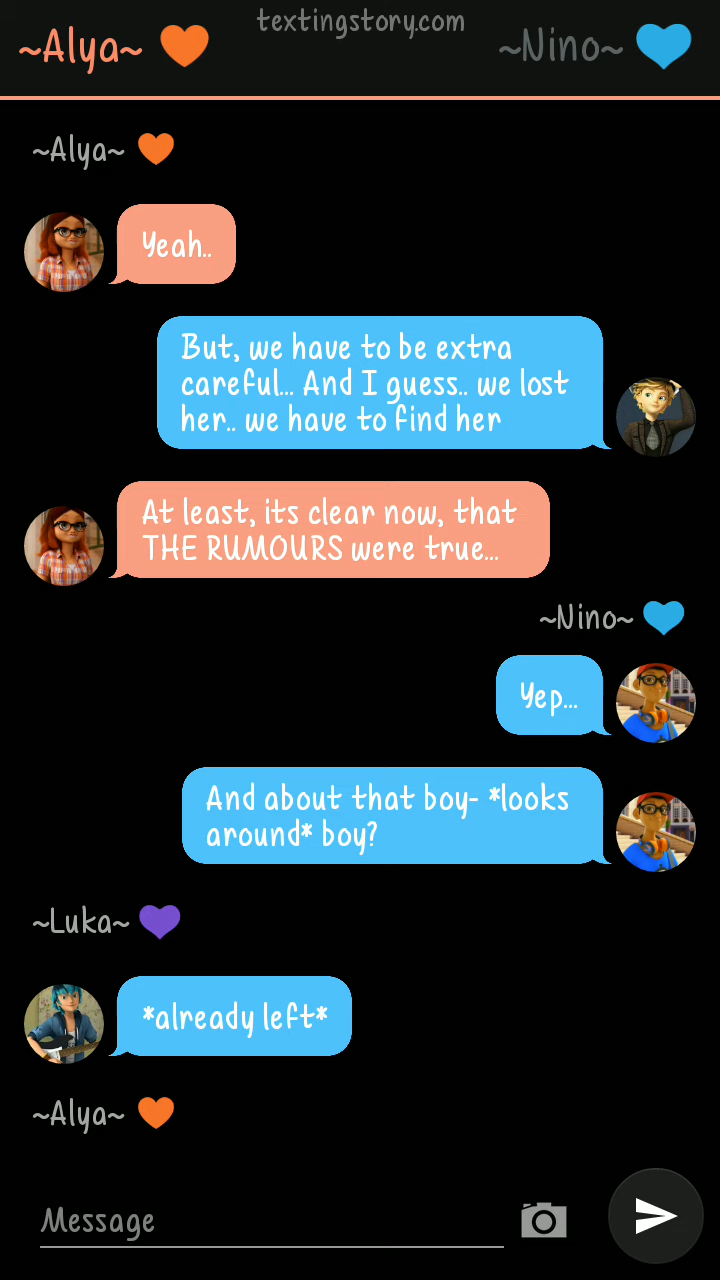 textingstory.com
~Alya~ 🧡
~Nino~ 💙
~Alya~ 🧡
Yeah..
But, we have to be extra
careful... And I guess.. we lost
her.. we have to find her
At least, its clear now, that
THE RUMOURS were true...
~Nino~ 💙
Yep...
And about that boy- *looks
around* boy?
~Luka~ 💜
*already left*
~Alya~ 🧡
Message